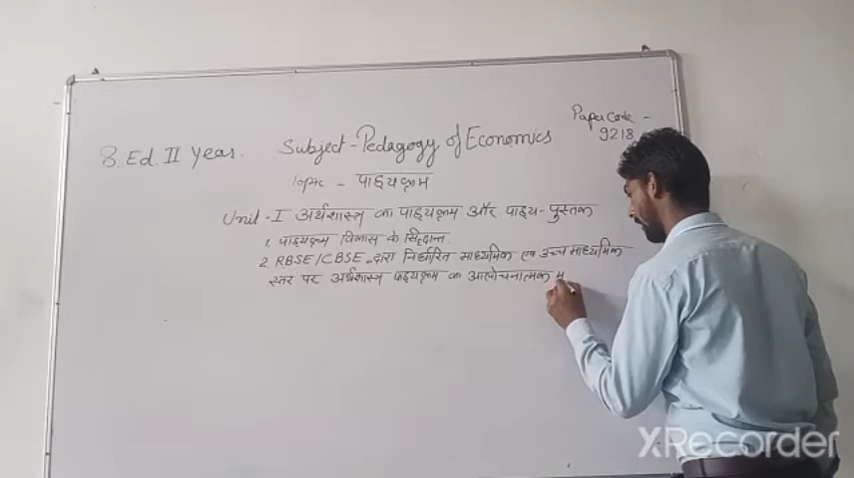 B.Ed. II Year. Subject - Pedagogy of Economics
Paper Code - 9218
Topic - पाठ्यक्रम
Unit - I अर्थशास्त्र का पाठ्यक्रम और पाठ्य-पुस्तक
1. पाठ्यक्रम विकास के सिद्धान्त.
2. RBSE/CBSE द्वारा निर्धारित माध्यमिक एवं उच्च माध्यमिक
स्तर पर अर्थशास्त्र पाठ्यक्रम का आलोचनात्मक म
XRecorder